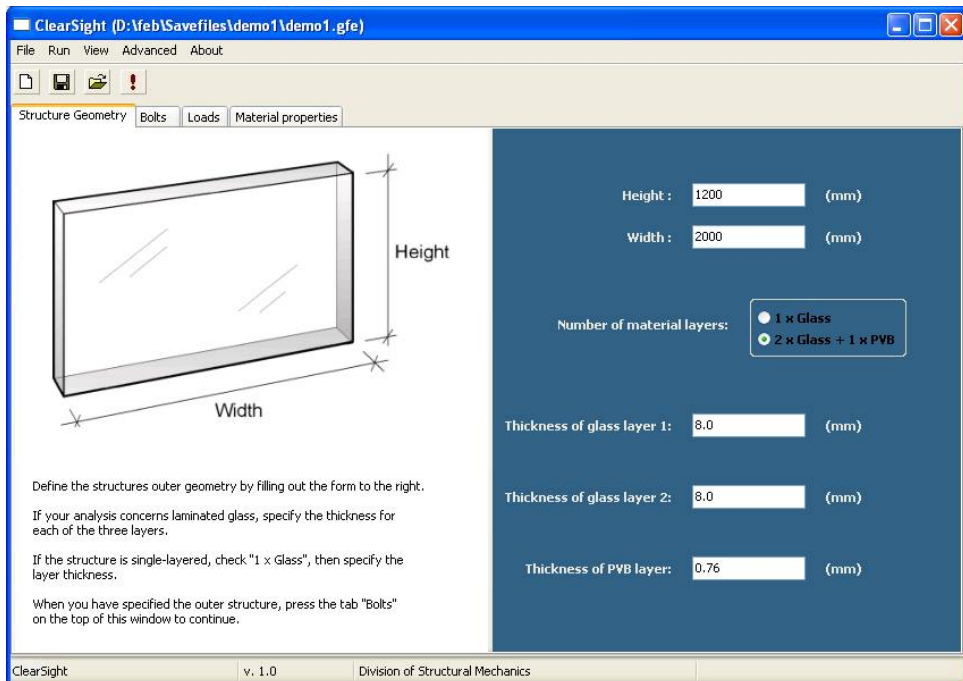 ClearSight (D:\feb\Savefiles\demo1\demo1.gfe)
File Run View Advanced About
Structure Geometry Bolts Loads Material properties
Height
Width
Define the structures outer geometry by filling out the form to the right.
If your analysis concerns laminated glass, specify the thickness for
each of the three layers.
If the structure is single-layered, check "1 x Glass", then specify the
layer thickness.
When you have specified the outer structure, press the tab "Bolts"
on the top of this window to continue.
Height : 1200 (mm)
Width : 2000 (mm)
Number of material layers:
1 x Glass
2 x Glass + 1 x PVB
Thickness of glass layer 1: 8.0 (mm)
Thickness of glass layer 2: 8.0 (mm)
Thickness of PVB layer: 0.76 (mm)
ClearSight v. 1.0 Division of Structural Mechanics